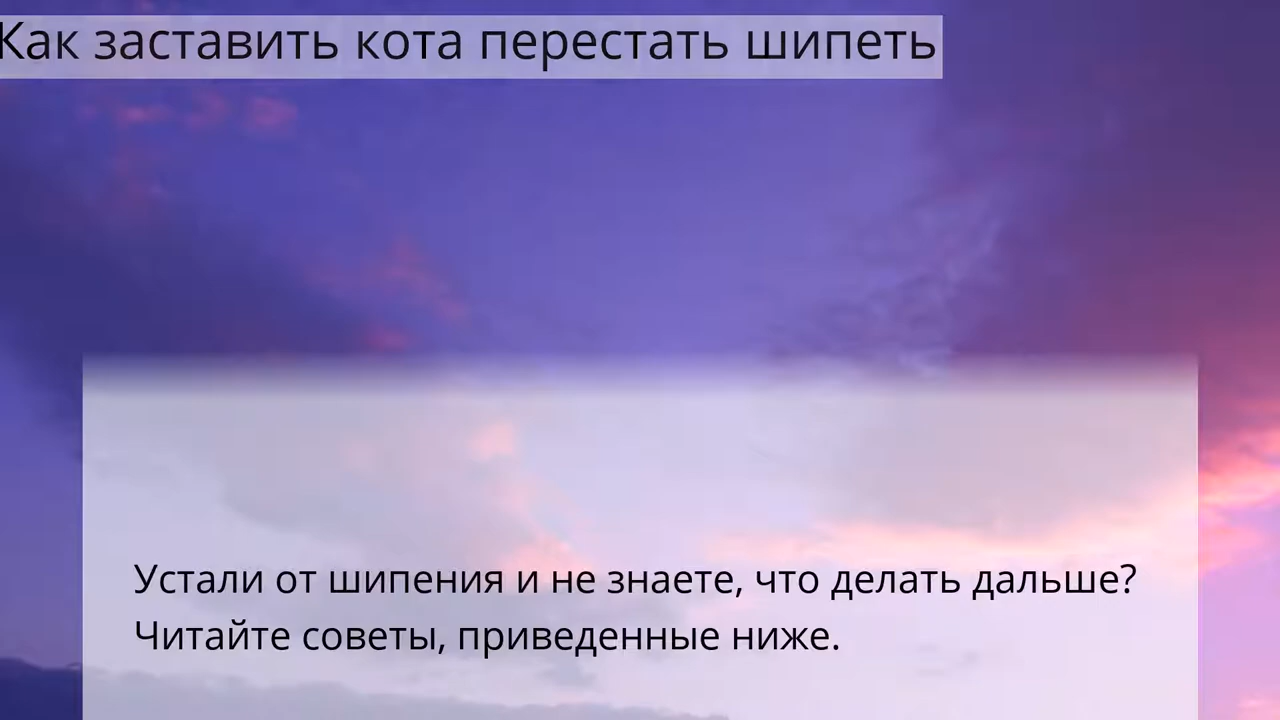 Как заставить кота перестать шипеть
Устали от шипения и не знаете, что делать дальше?
Читайте советы, приведенные ниже.